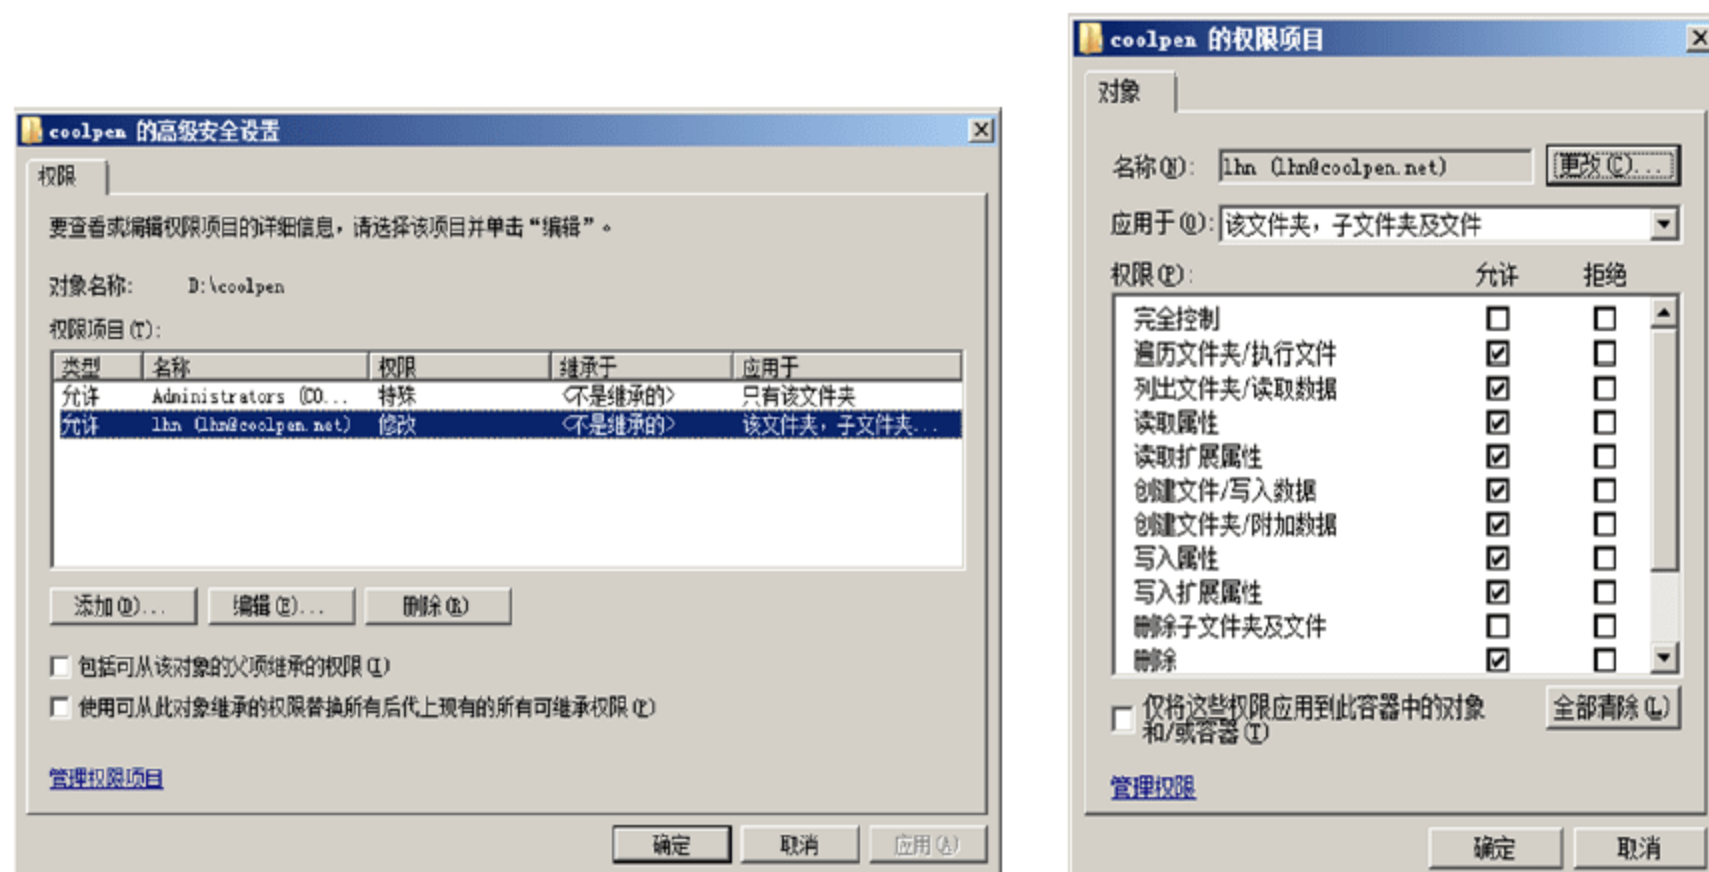 coolpen 的高级安全设置
权限
要查看或编辑权限项目的详细信息，请选择该项目并单击“编辑”。
对象名称: D:\coolpen
权限项目(T):
类型 名称 权限 继承于 应用于
允许 Administrators (CO... 特殊 <不是继承的> 只有该文件夹
允许 lhn (lhn@coolpen.net) 修改 <不是继承的> 该文件夹，子文件夹...
添加(D)... 编辑(E)... 删除(R)
包括可从该对象的父项继承的权限(I)
使用可从此对象继承的权限替换所有后代上现有的所有可继承权限(P)
管理权限项目
确定 取消 应用(A)
coolpen 的权限项目
对象
名称(N): lhn (lhn@coolpen.net) 更改(C)...
应用于(O): 该文件夹，子文件夹及文件
权限(P): 允许 拒绝
完全控制
遍历文件夹/执行文件
列出文件夹/读取数据
读取属性
读取扩展属性
创建文件/写入数据
创建文件夹/附加数据
写入属性
写入扩展属性
删除子文件夹及文件
删除
仅将这些权限应用到此容器中的对象
和/或容器(T)
全部清除(L)
管理权限
确定 取消